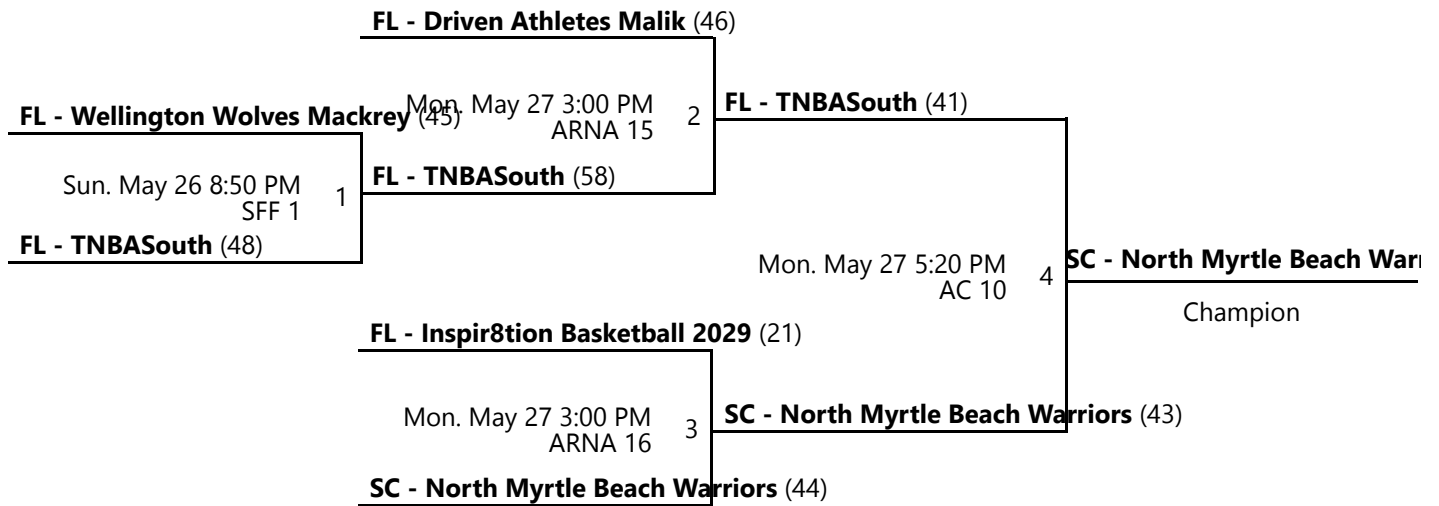 FL - Driven Athletes Malik (46)
Mon. May 27 3:00 PM
ARNA 15
2
FL - Wellington Wolves Mackrey (45)
FL - TNBASouth (41)
Sun. May 26 8:50 PM
SFF 1
1
FL - TNBASouth (58)
FL - TNBASouth (48)
Mon. May 27 5:20 PM
AC 10
4
SC - North Myrtle Beach Warr
Champion
FL - Inspir8tion Basketball 2029 (21)
Mon. May 27 3:00 PM
ARNA 16
3
SC - North Myrtle Beach Warriors (43)
SC - North Myrtle Beach Warriors (44)